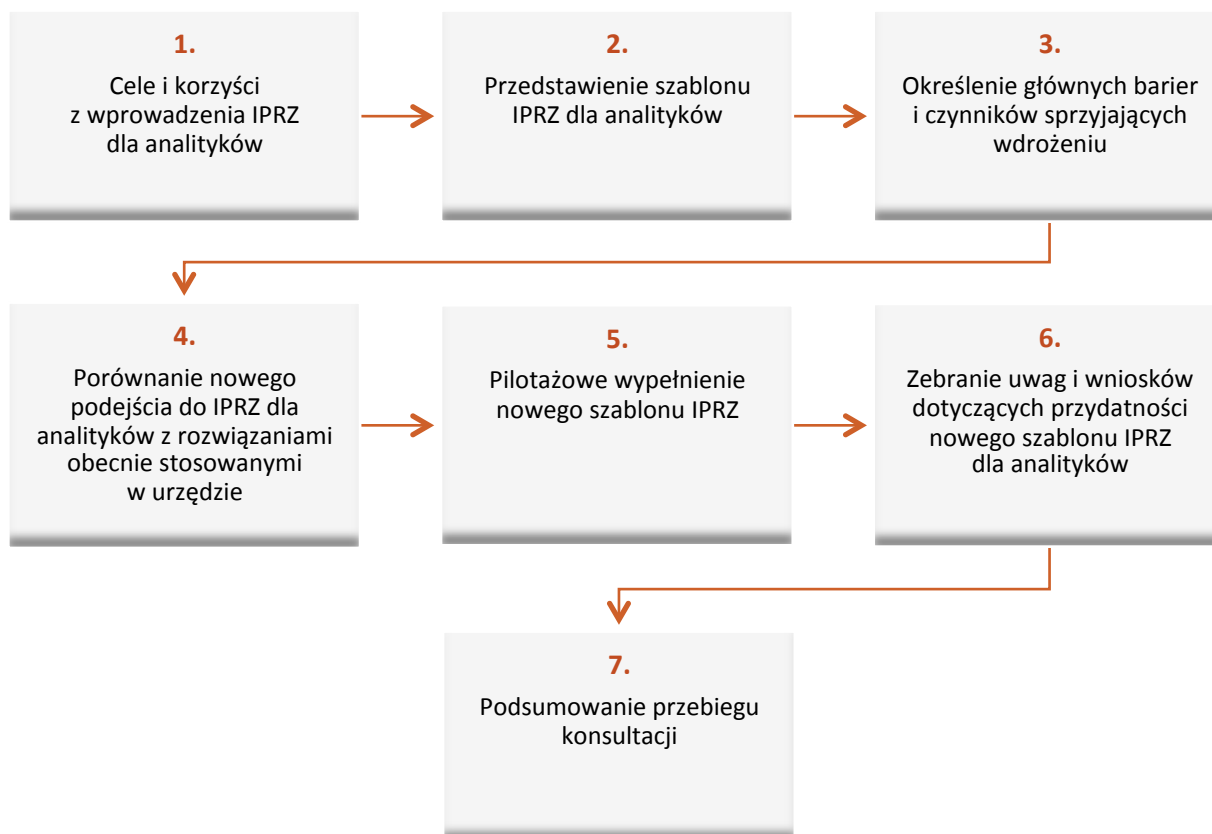 1.
Cele i korzyści
z wprowadzenia IPRZ
dla analityków
2.
Przedstawienie szablonu
IPRZ dla analityków
3.
Określenie głównych barier
i czynników sprzyjających
wdrożeniu
4.
Porównanie nowego
podejścia do IPRZ dla
analityków z rozwiązaniami
obecnie stosowanymi
w urzędzie
5.
Pilotażowe wypełnienie
nowego szablonu IPRZ
6.
Zebranie uwag i wniosków
dotyczących przydatności
nowego szablonu IPRZ
dla analityków
7.
Podsumowanie przebiegu
konsultacji